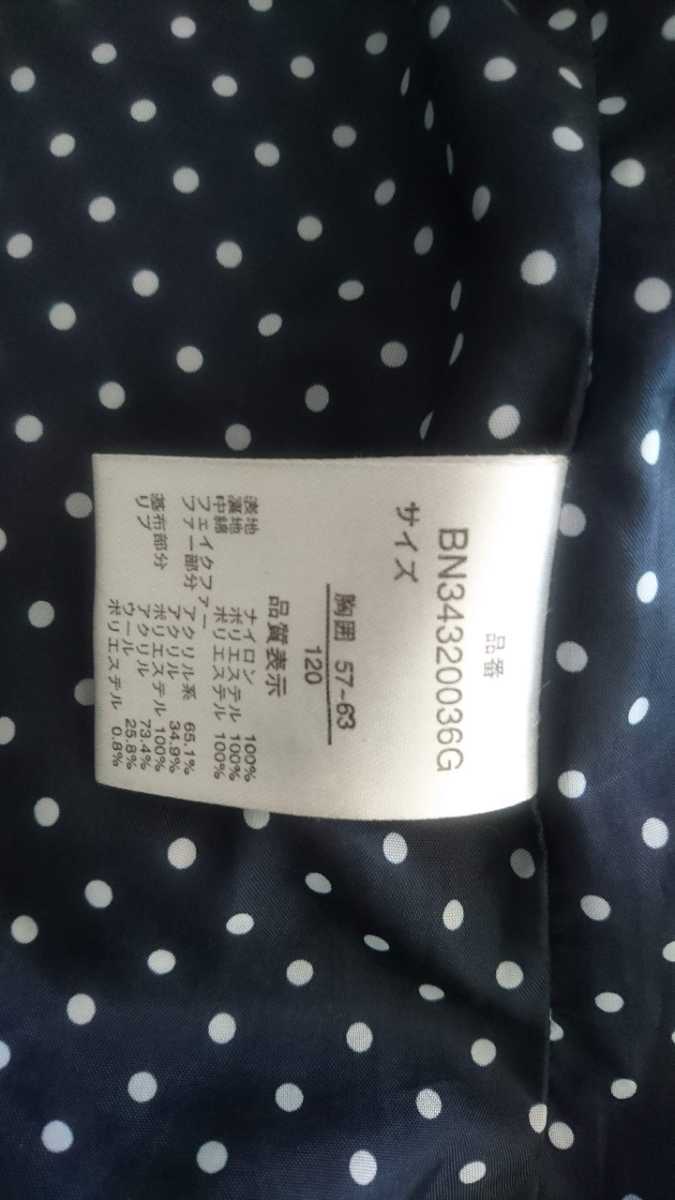 品番
BN34320036G
サイズ
胸囲 57~63
120
品質表示
表地 ナイロン 100%
裏地 ポリエステル 100%
中綿 ポリエステル 100%
フェイクファー
ファー部分 アクリル系 65.1%
アクリル 34.9%
基布部分 ポリエステル 100%
リブ アクリル 73.4%
ウール 25.8%
ポリエステル 0.8%